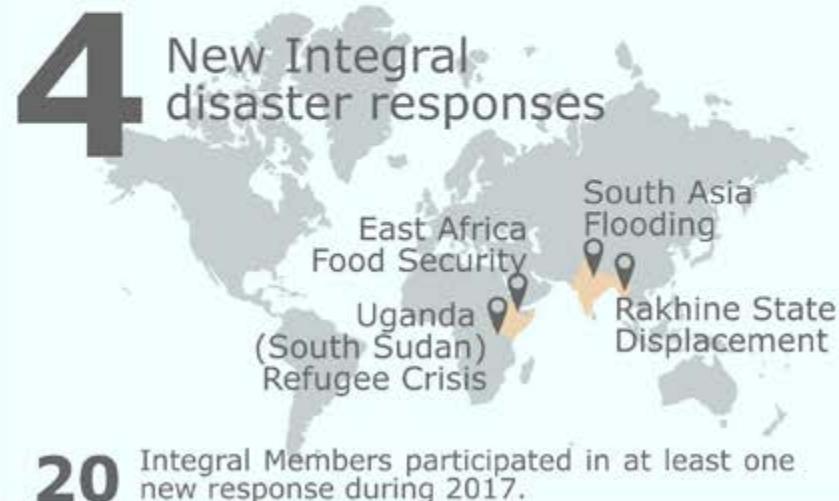 4
New Integral
disaster responses
South Asia
Flooding
East Africa
Food Security
Rakhine State
Displacement
Uganda
(South Sudan)
Refugee Crisis
20
Integral Members participated in at least one
new response during 2017.